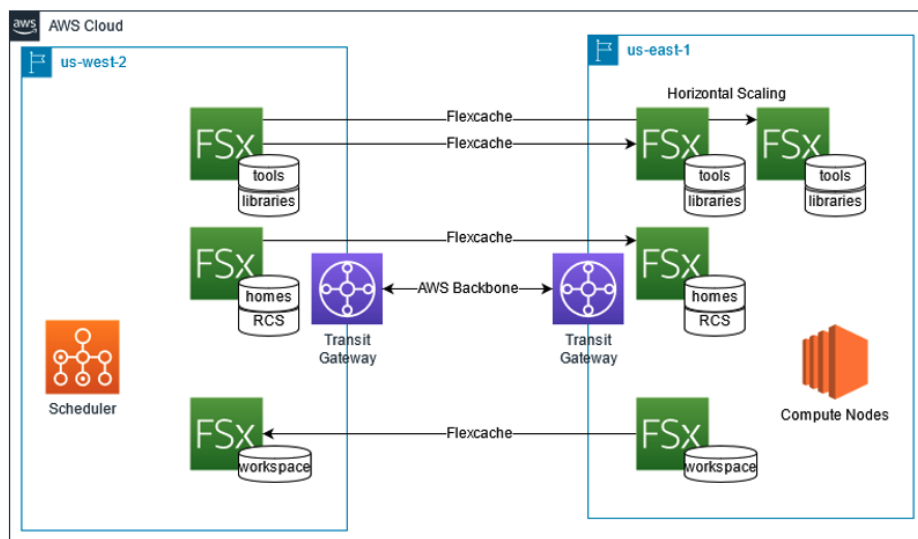 aws
AWS Cloud
us-west-2
us-east-1
Horizontal Scaling
Flexcache
Flexcache
FSx
tools
libraries
FSx
tools
libraries
FSx
tools
libraries
Flexcache
FSx
homes
RCS
FSx
homes
RCS
AWS Backbone
Transit
Gateway
Transit
Gateway
Scheduler
Compute Nodes
Flexcache
FSx
workspace
FSx
workspace